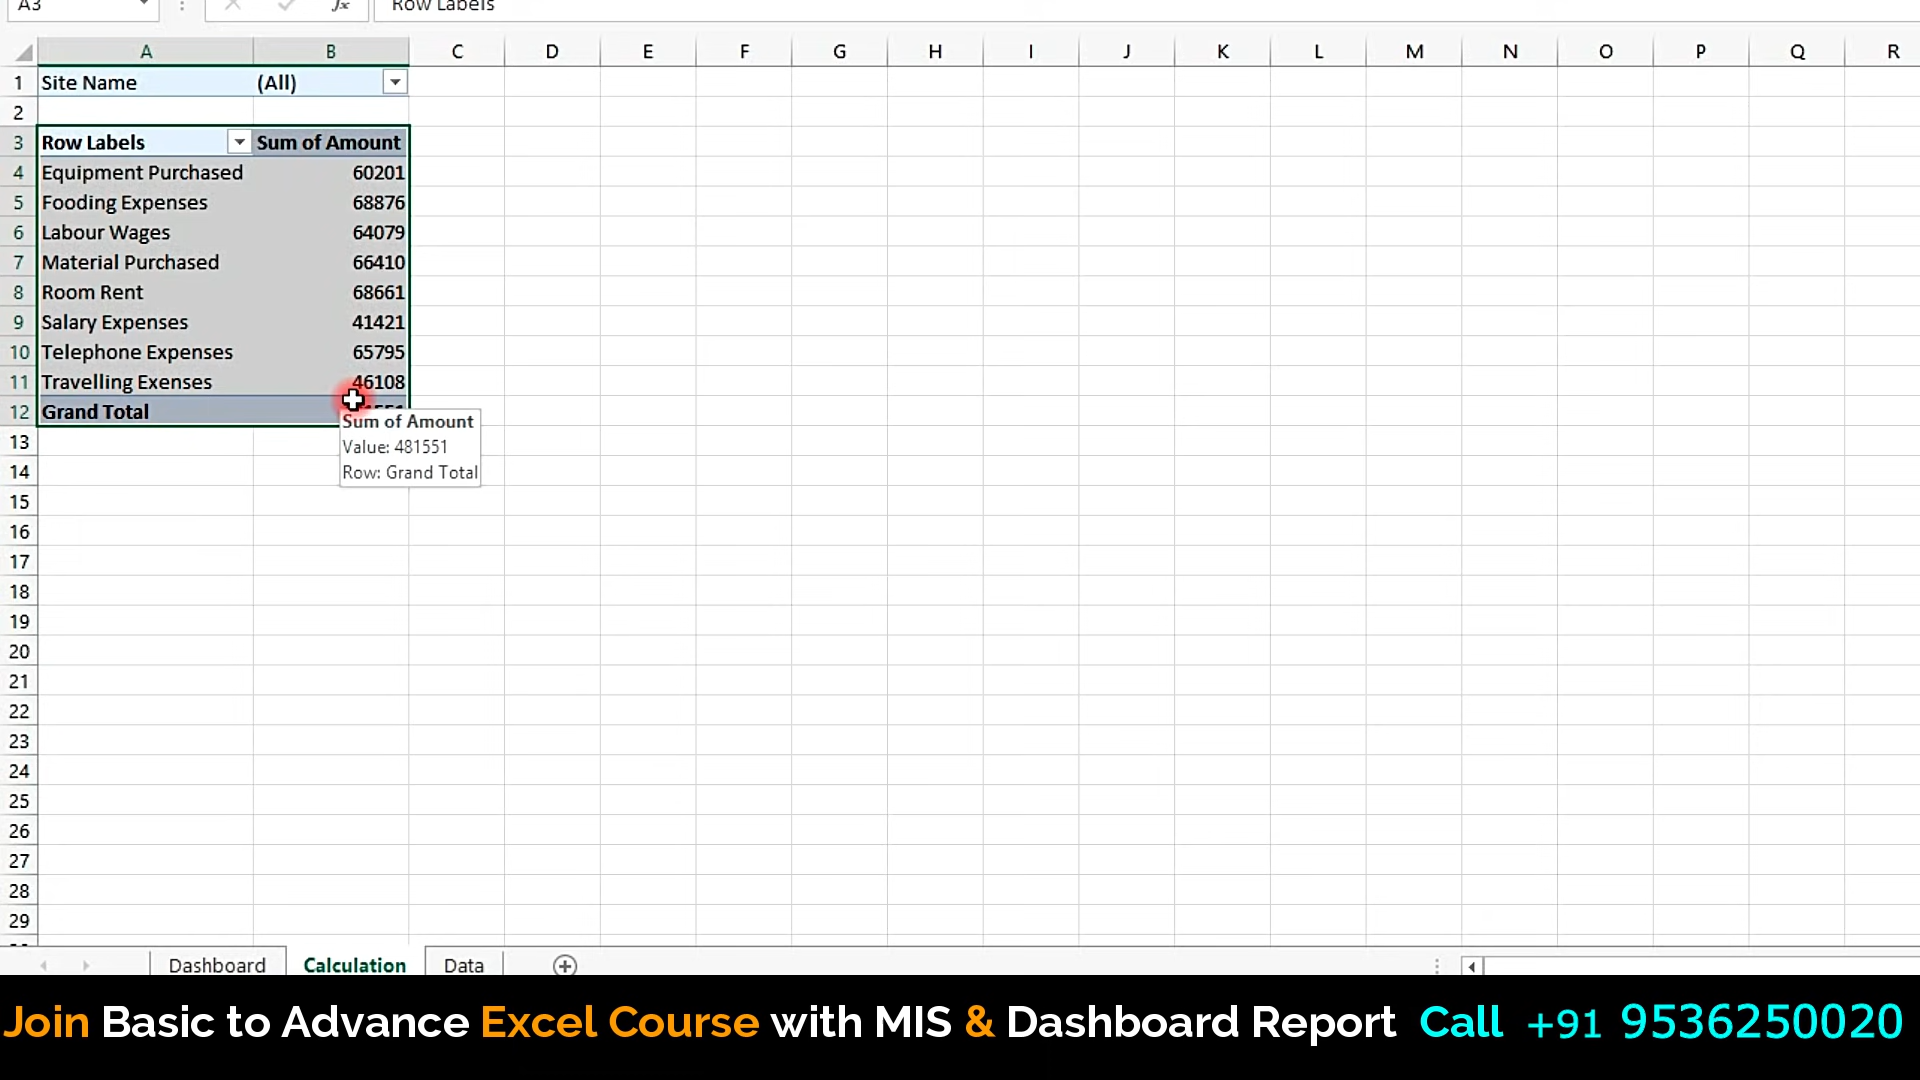 A3
fx
Row Labels
A B C D E F G H I J K L M N O P Q R
1 Site Name (All)
2
3 Row Labels Sum of Amount
4 Equipment Purchased 60201
5 Fooding Expenses 68876
6 Labour Wages 64079
7 Material Purchased 66410
8 Room Rent 68661
9 Salary Expenses 41421
10 Telephone Expenses 65795
11 Travelling Exenses 46108
12 Grand Total
Sum of Amount
Value: 481551
Row: Grand Total
13
14
15
16
17
18
19
20
21
22
23
24
25
26
27
28
29
Dashboard Calculation Data
Join Basic to Advance Excel Course with MIS & Dashboard Report Call +91 9536250020